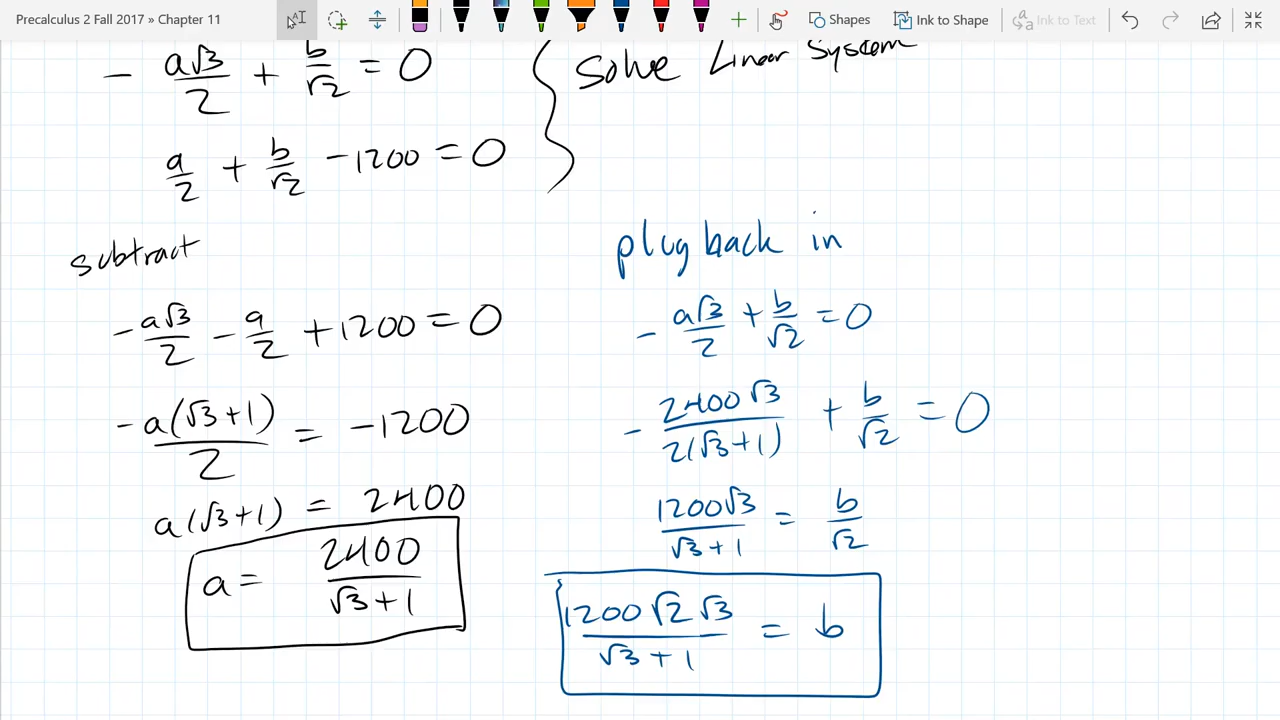 Precalculus 2 Fall 2017 » Chapter 11
Shapes
Ink to Shape
Ink to Text
- a√3/2 + b/√2 = 0
Solve Linear System
a/2 + b/√2 - 1200 = 0
subtract
- a√3/2 - a/2 + 1200 = 0
- a(√3+1)/2 = -1200
a(√3+1) = 2400
a = 2400/√3+1
plug back in
- a√3/2 + b/√2 = 0
- 2400√3/2(√3+1) + b/√2 = 0
1200√3/√3+1 = b/√2
1200√2√3/√3+1 = b